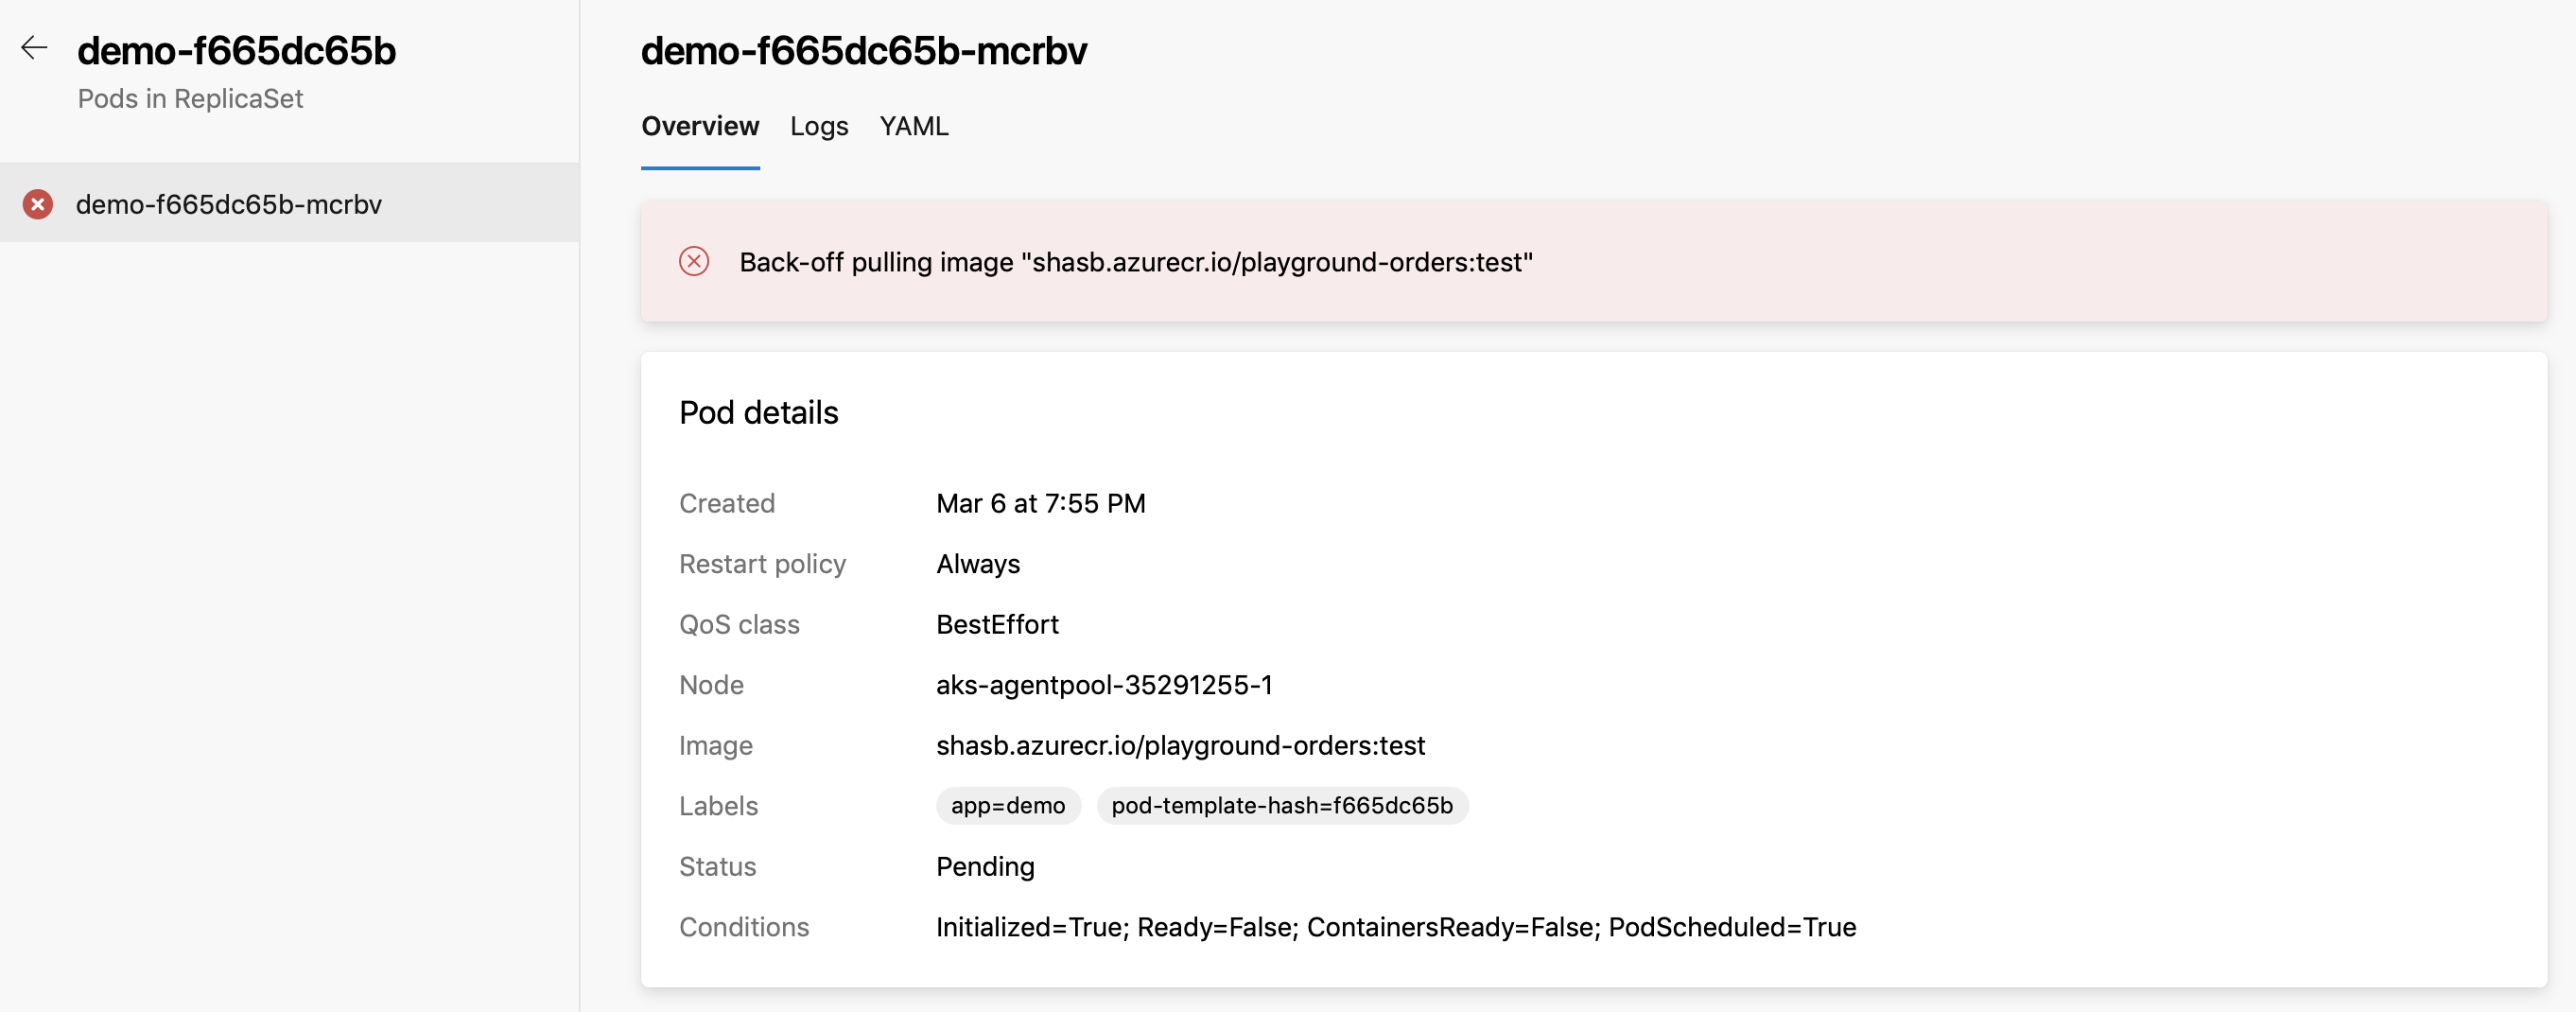 demo-f665dc65b
Pods in ReplicaSet
demo-f665dc65b-mcrbv
demo-f665dc65b-mcrbv
Overview Logs YAML
Back-off pulling image "shasb.azurecr.io/playground-orders:test"
Pod details
Created Mar 6 at 7:55 PM
Restart policy Always
QoS class BestEffort
Node aks-agentpool-35291255-1
Image shasb.azurecr.io/playground-orders:test
Labels app=demo pod-template-hash=f665dc65b
Status Pending
Conditions Initialized=True; Ready=False; ContainersReady=False; PodScheduled=True